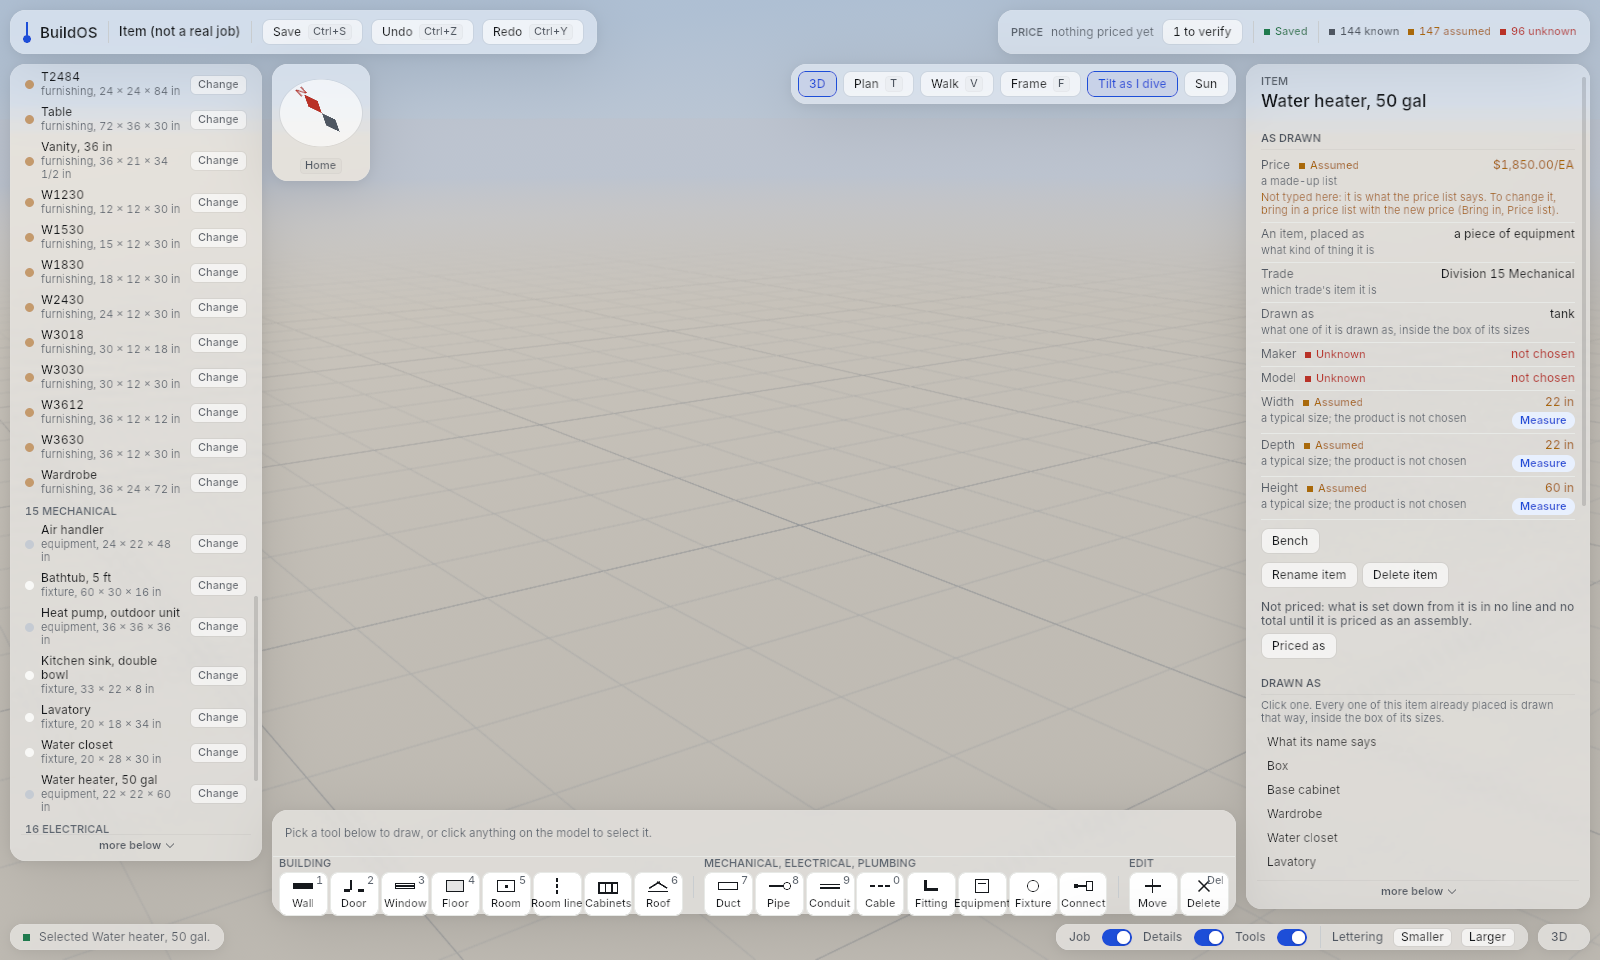 BuildOS
Item (not a real job)
Save Ctrl+S
Undo Ctrl+Z
Redo Ctrl+Y
PRICE nothing priced yet
1 to verify
Saved
144 known
147 assumed
96 unknown
T2484
furnishing, 24 × 24 × 84 in
Change
Table
furnishing, 72 × 36 × 30 in
Change
Vanity, 36 in
furnishing, 36 × 21 × 34
1/2 in
Change
W1230
furnishing, 12 × 12 × 30 in
Change
W1530
furnishing, 15 × 12 × 30 in
Change
W1830
furnishing, 18 × 12 × 30 in
Change
W2430
furnishing, 24 × 12 × 30 in
Change
W3018
furnishing, 30 × 12 × 18 in
Change
W3030
furnishing, 30 × 12 × 30 in
Change
W3612
furnishing, 36 × 12 × 12 in
Change
W3630
furnishing, 36 × 12 × 30 in
Change
Wardrobe
furnishing, 36 × 24 × 72 in
Change
15 MECHANICAL
Air handler
equipment, 24 × 22 × 48
in
Change
Bathtub, 5 ft
fixture, 60 × 30 × 16 in
Change
Heat pump, outdoor unit
equipment, 36 × 36 × 36
in
Change
Kitchen sink, double
bowl
fixture, 33 × 22 × 8 in
Change
Lavatory
fixture, 20 × 18 × 34 in
Change
Water closet
fixture, 20 × 28 × 30 in
Change
Water heater, 50 gal
equipment, 22 × 22 × 60
in
Change
16 ELECTRICAL
more below
N
Home
3D
Plan T
Walk V
Frame F
Tilt as I dive
Sun
Pick a tool below to draw, or click anything on the model to select it.
BUILDING
Wall 1
Door 2
Window 3
Floor 4
Room 5
Room line
Cabinets
Roof 6
MECHANICAL, ELECTRICAL, PLUMBING
Duct 7
Pipe 8
Conduit 9
Cable 0
Fitting
Equipment
Fixture
Connect
EDIT
Move
Delete Del
ITEM
Water heater, 50 gal
AS DRAWN
Price Assumed $1,850.00/EA
a made-up list
Not typed here: it is what the price list says. To change it,
bring in a price list with the new price (Bring in, Price list).
An item, placed as a piece of equipment
what kind of thing it is
Trade Division 15 Mechanical
which trade's item it is
Drawn as tank
what one of it is drawn as, inside the box of its sizes
Maker Unknown not chosen
Model Unknown not chosen
Width Assumed 22 in
a typical size; the product is not chosen Measure
Depth Assumed 22 in
a typical size; the product is not chosen Measure
Height Assumed 60 in
a typical size; the product is not chosen Measure
Bench
Rename item
Delete item
Not priced: what is set down from it is in no line and no
total until it is priced as an assembly.
Priced as
DRAWN AS
Click one. Every one of this item already placed is drawn
that way, inside the box of its sizes.
What its name says
Box
Base cabinet
Wardrobe
Water closet
Lavatory
more below
Selected Water heater, 50 gal.
Job
Details
Tools
Lettering
Smaller
Larger
3D